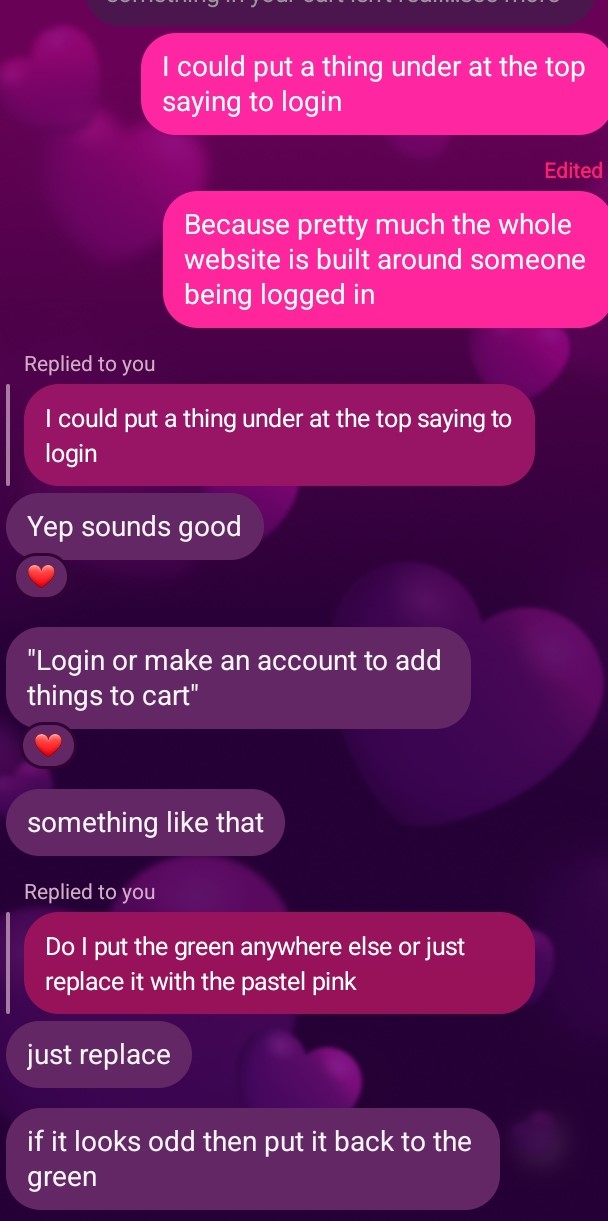 I could put a thing under at the top
saying to login
Edited
Because pretty much the whole
website is built around someone
being logged in
Replied to you
I could put a thing under at the top saying to
login
Yep sounds good
"Login or make an account to add
things to cart"
something like that
Replied to you
Do I put the green anywhere else or just
replace it with the pastel pink
just replace
if it looks odd then put it back to the
green